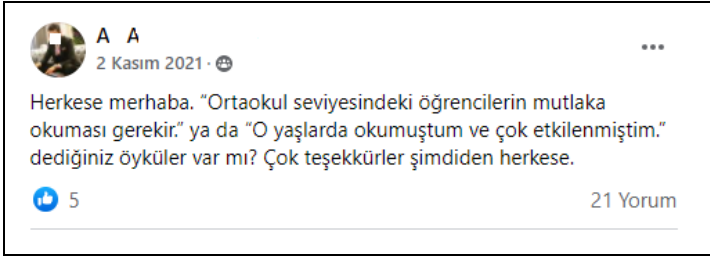 A A
2 Kasım 2021 ·
Herkese merhaba. “Ortaokul seviyesindeki öğrencilerin mutlaka
okuması gerekir.” ya da “O yaşlarda okumuştum ve çok etkilenmiştim.”
dediğiniz öyküler var mı? Çok teşekkürler şimdiden herkese.
5 21 Yorum